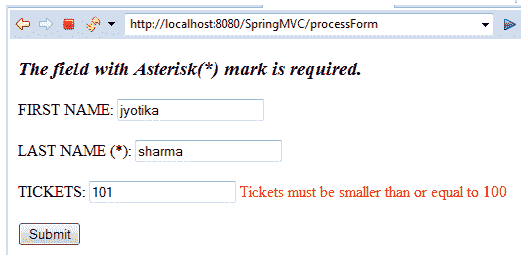 http://localhost:8080/SpringMVC/processForm
The field with Asterisk(*) mark is required.
FIRST NAME: jyotika
LAST NAME (*): sharma
TICKETS: 101 Tickets must be smaller than or equal to 100
Submit